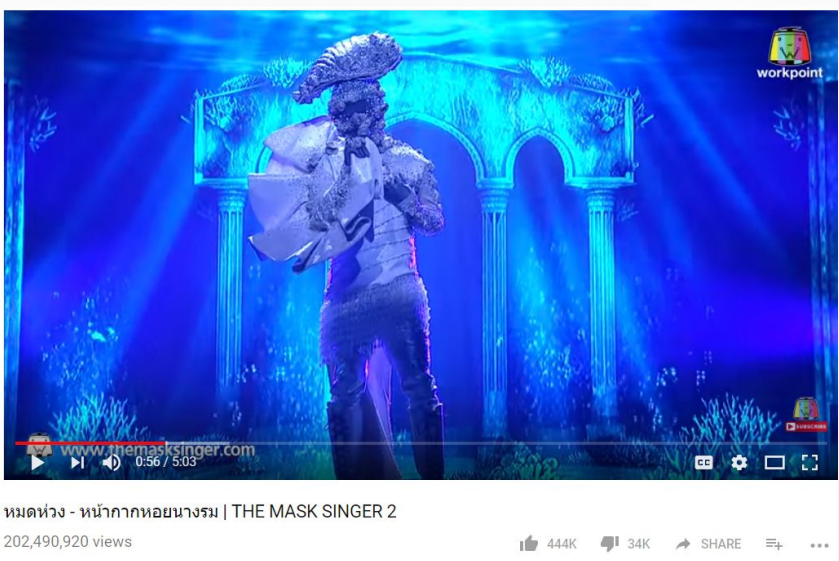 workpoint
SUBSCRIBE
www.themasksinger.com
0:56 / 5:03
CC
หมดห่วง - หน้ากากหอยนางรม | THE MASK SINGER 2
202,490,920 views
444K 34K SHARE